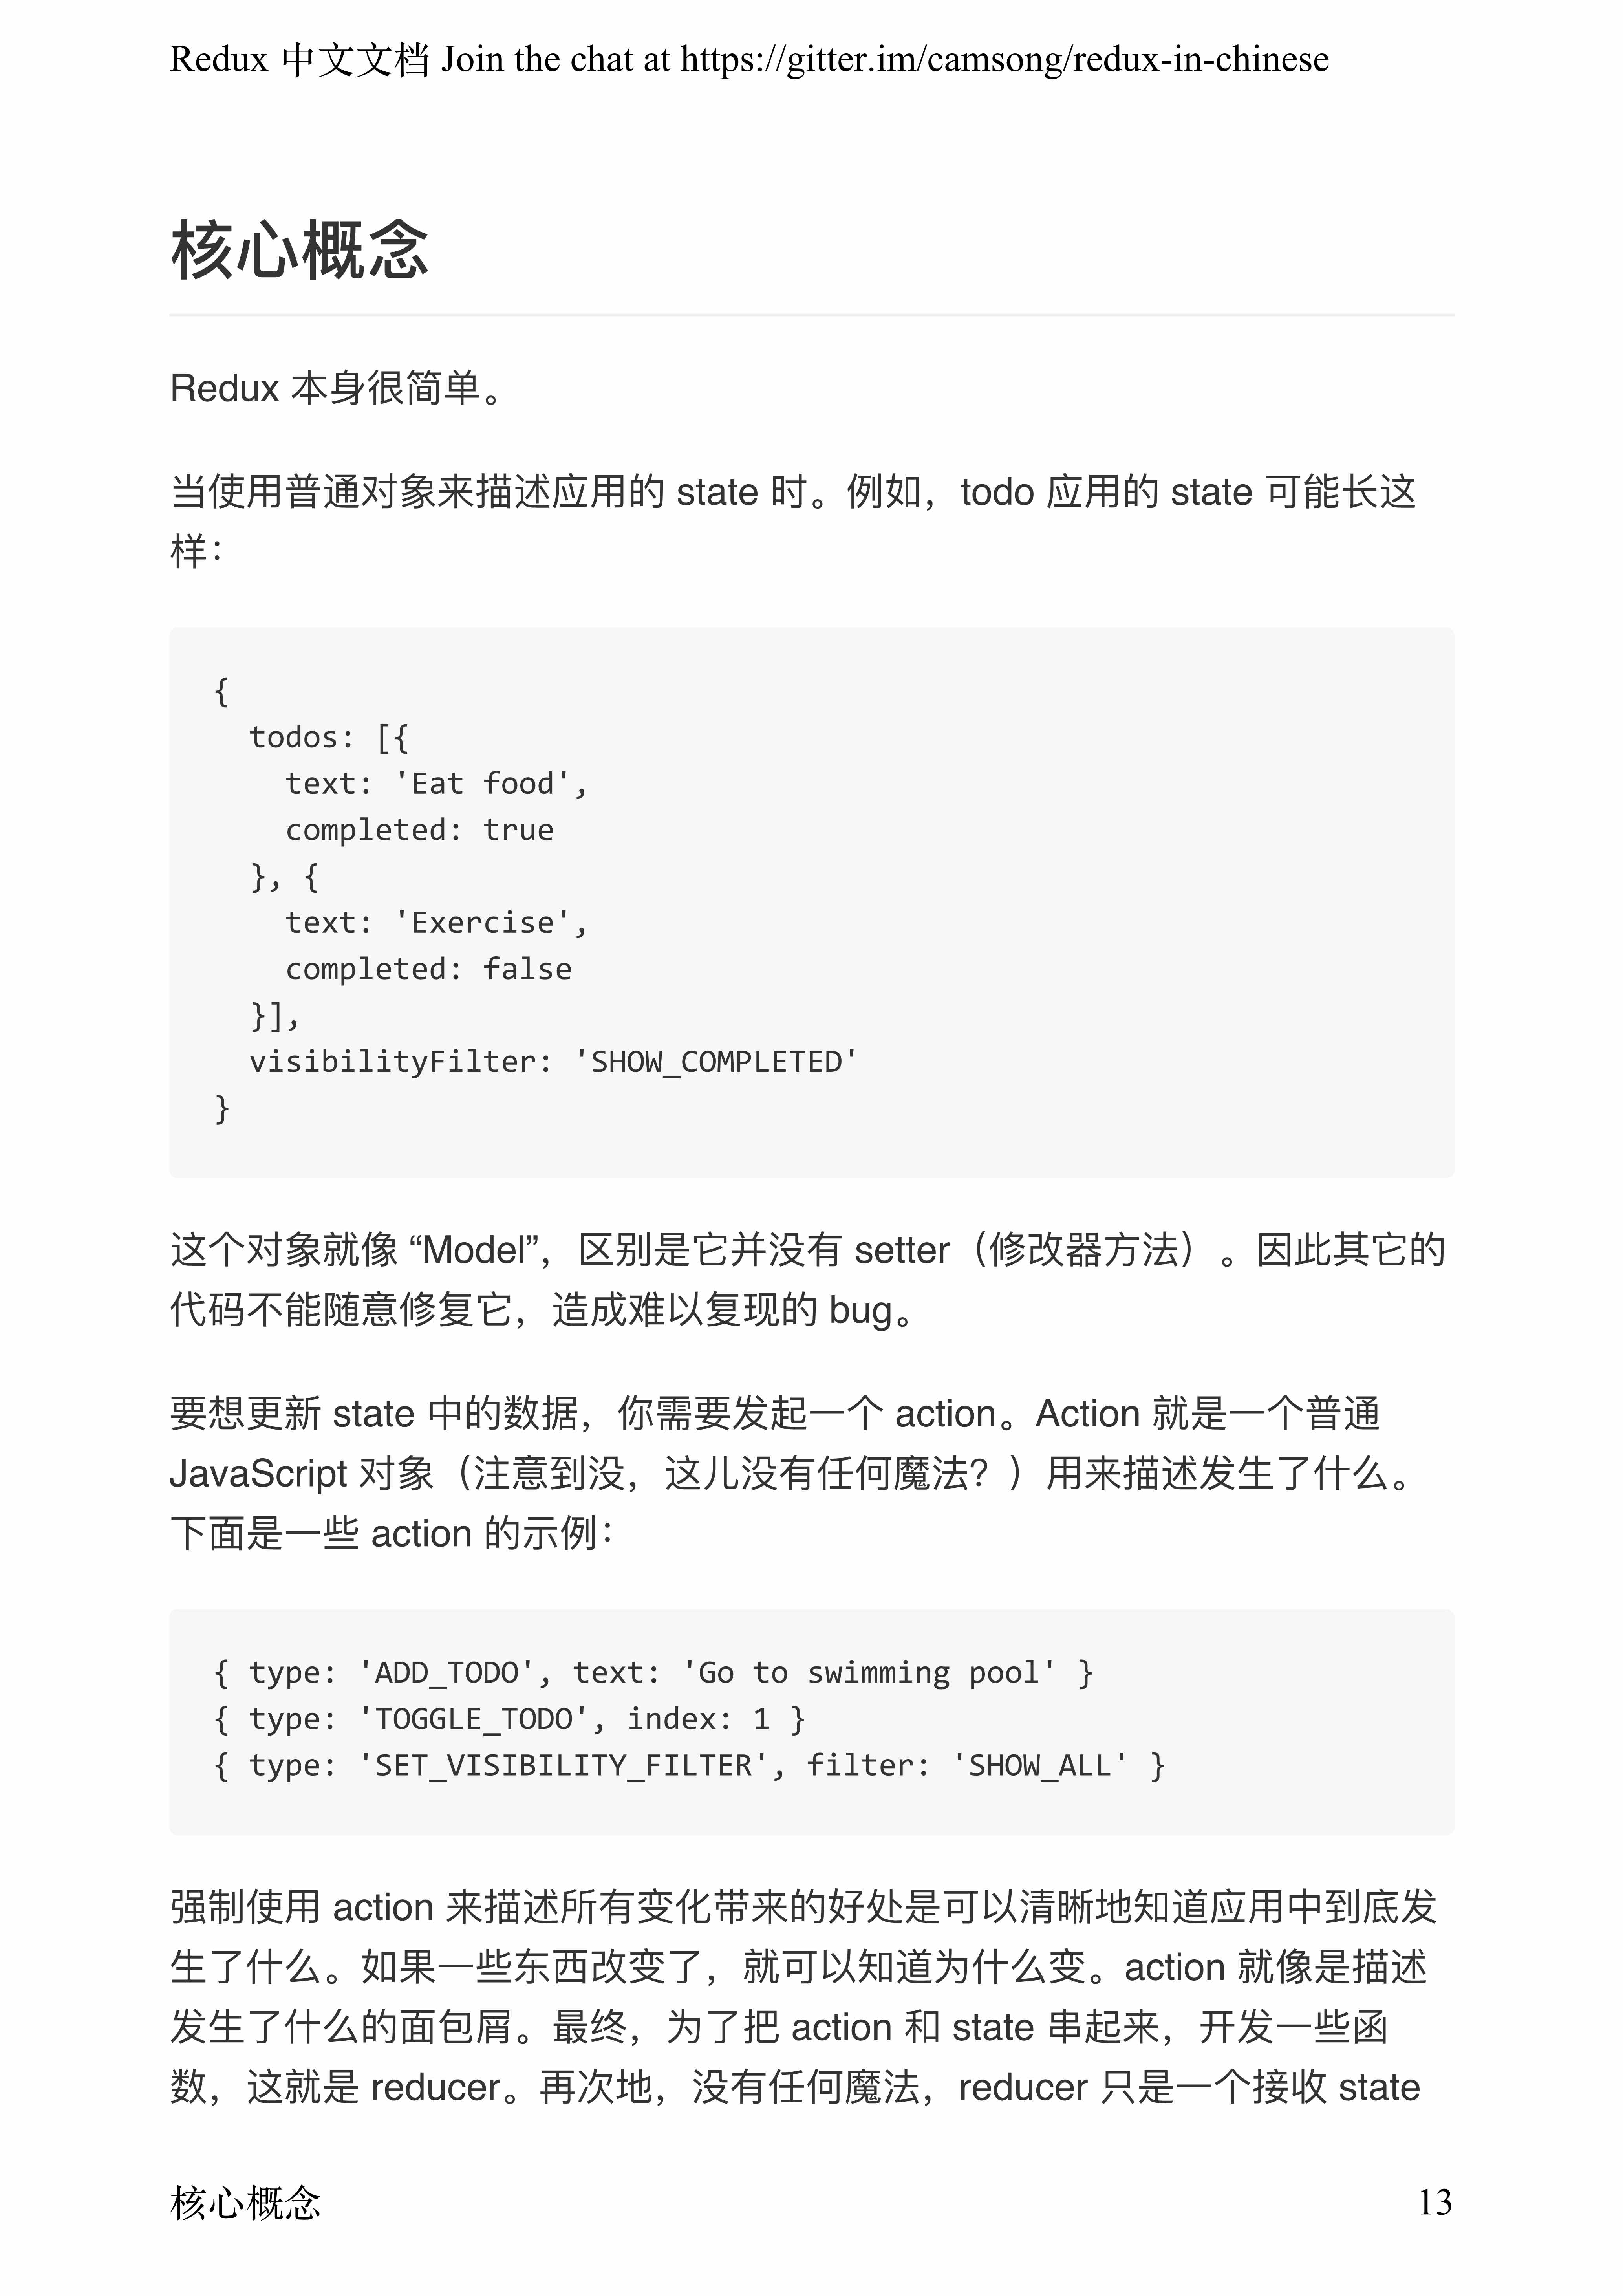 Redux 中文文档 Join the chat at https://gitter.im/camsong/redux-in-chinese
核心概念
Redux 本身很简单。
当使用普通对象来描述应用的 state 时。例如，todo 应用的 state 可能长这
样：
{
  todos: [{
    text: 'Eat food',
    completed: true
  }, {
    text: 'Exercise',
    completed: false
  }],
  visibilityFilter: 'SHOW_COMPLETED'
}
这个对象就像 “Model”，区别是它并没有 setter（修改器方法）。因此其它的
代码不能随意修复它，造成难以复现的 bug。
要想更新 state 中的数据，你需要发起一个 action。Action 就是一个普通
JavaScript 对象（注意到没，这儿没有任何魔法？）用来描述发生了什么。
下面是一些 action 的示例：
{ type: 'ADD_TODO', text: 'Go to swimming pool' }
{ type: 'TOGGLE_TODO', index: 1 }
{ type: 'SET_VISIBILITY_FILTER', filter: 'SHOW_ALL' }
强制使用 action 来描述所有变化带来的好处是可以清晰地知道应用中到底发
生了什么。如果一些东西改变了，就可以知道为什么变。action 就像是描述
发生了什么的面包屑。最终，为了把 action 和 state 串起来，开发一些函
数，这就是 reducer。再次地，没有任何魔法，reducer 只是一个接收 state
核心概念 13